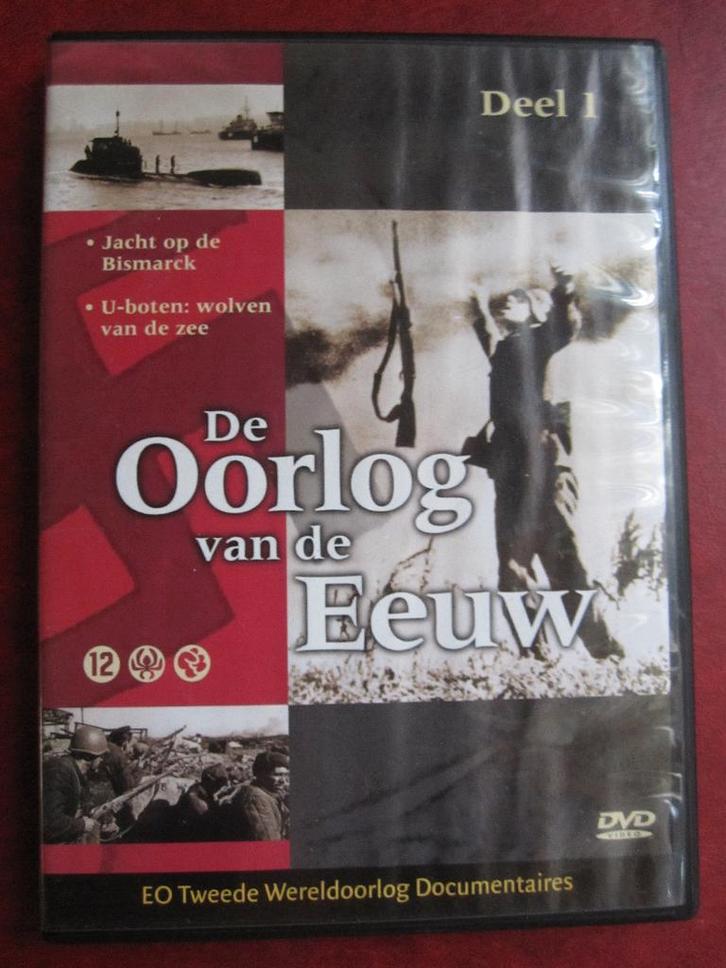 Deel 1
• Jacht op de
Bismarck
• U-boten: wolven
van de zee
De
Oorlog
van de
Eeuw
12
DVD
VIDEO
EO Tweede Wereldoorlog Documentaires